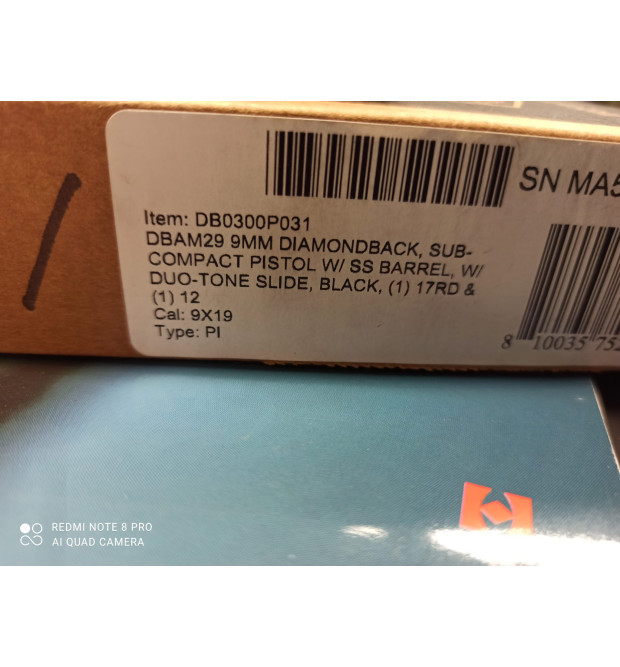 SN MA5
Item: DB0300P031
DBAM29 9MM DIAMONDBACK, SUB-
COMPACT PISTOL W/ SS BARREL, W/
DUO-TONE SLIDE, BLACK, (1) 17RD &
(1) 12
Cal: 9X19
Type: PI
8 10035 752
REDMI NOTE 8 PRO
AI QUAD CAMERA